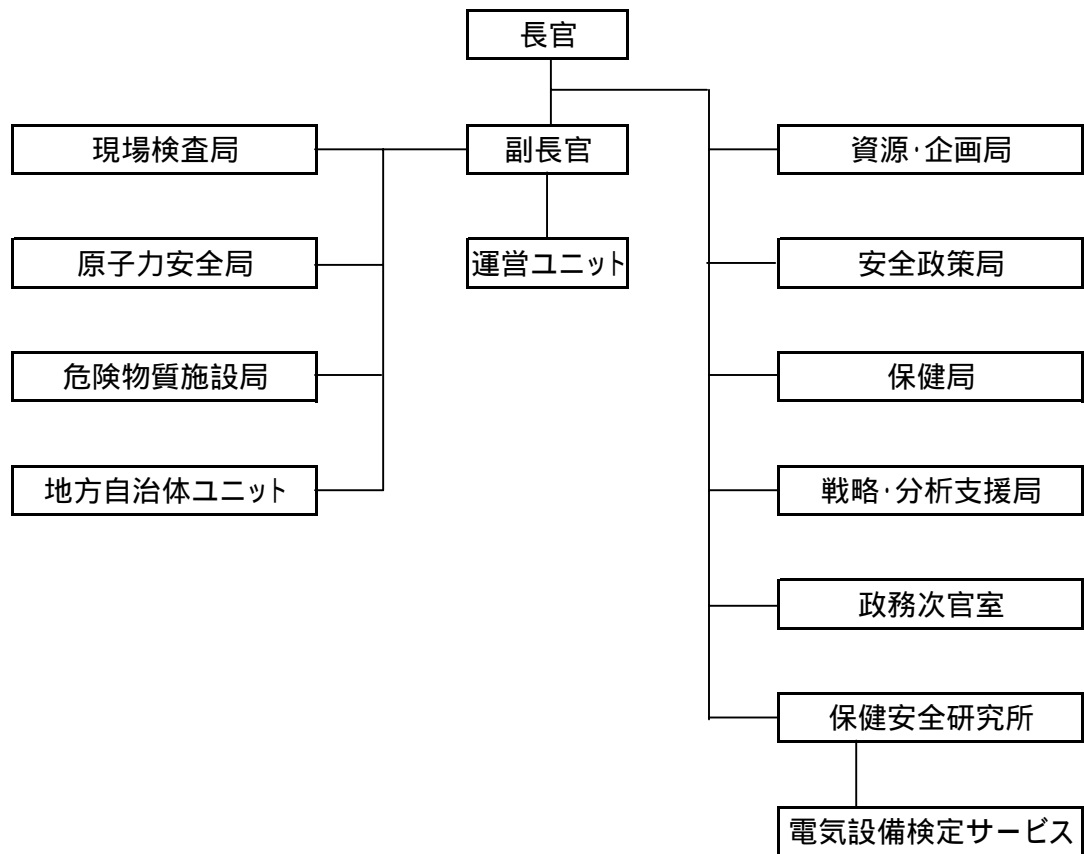 長官
現場検査局
副長官
資源・企画局
原子力安全局
運営ユニット
安全政策局
危険物質施設局
保健局
地方自治体ユニット
戦略・分析支援局
政務次官室
保健安全研究所
電気設備検定サービス